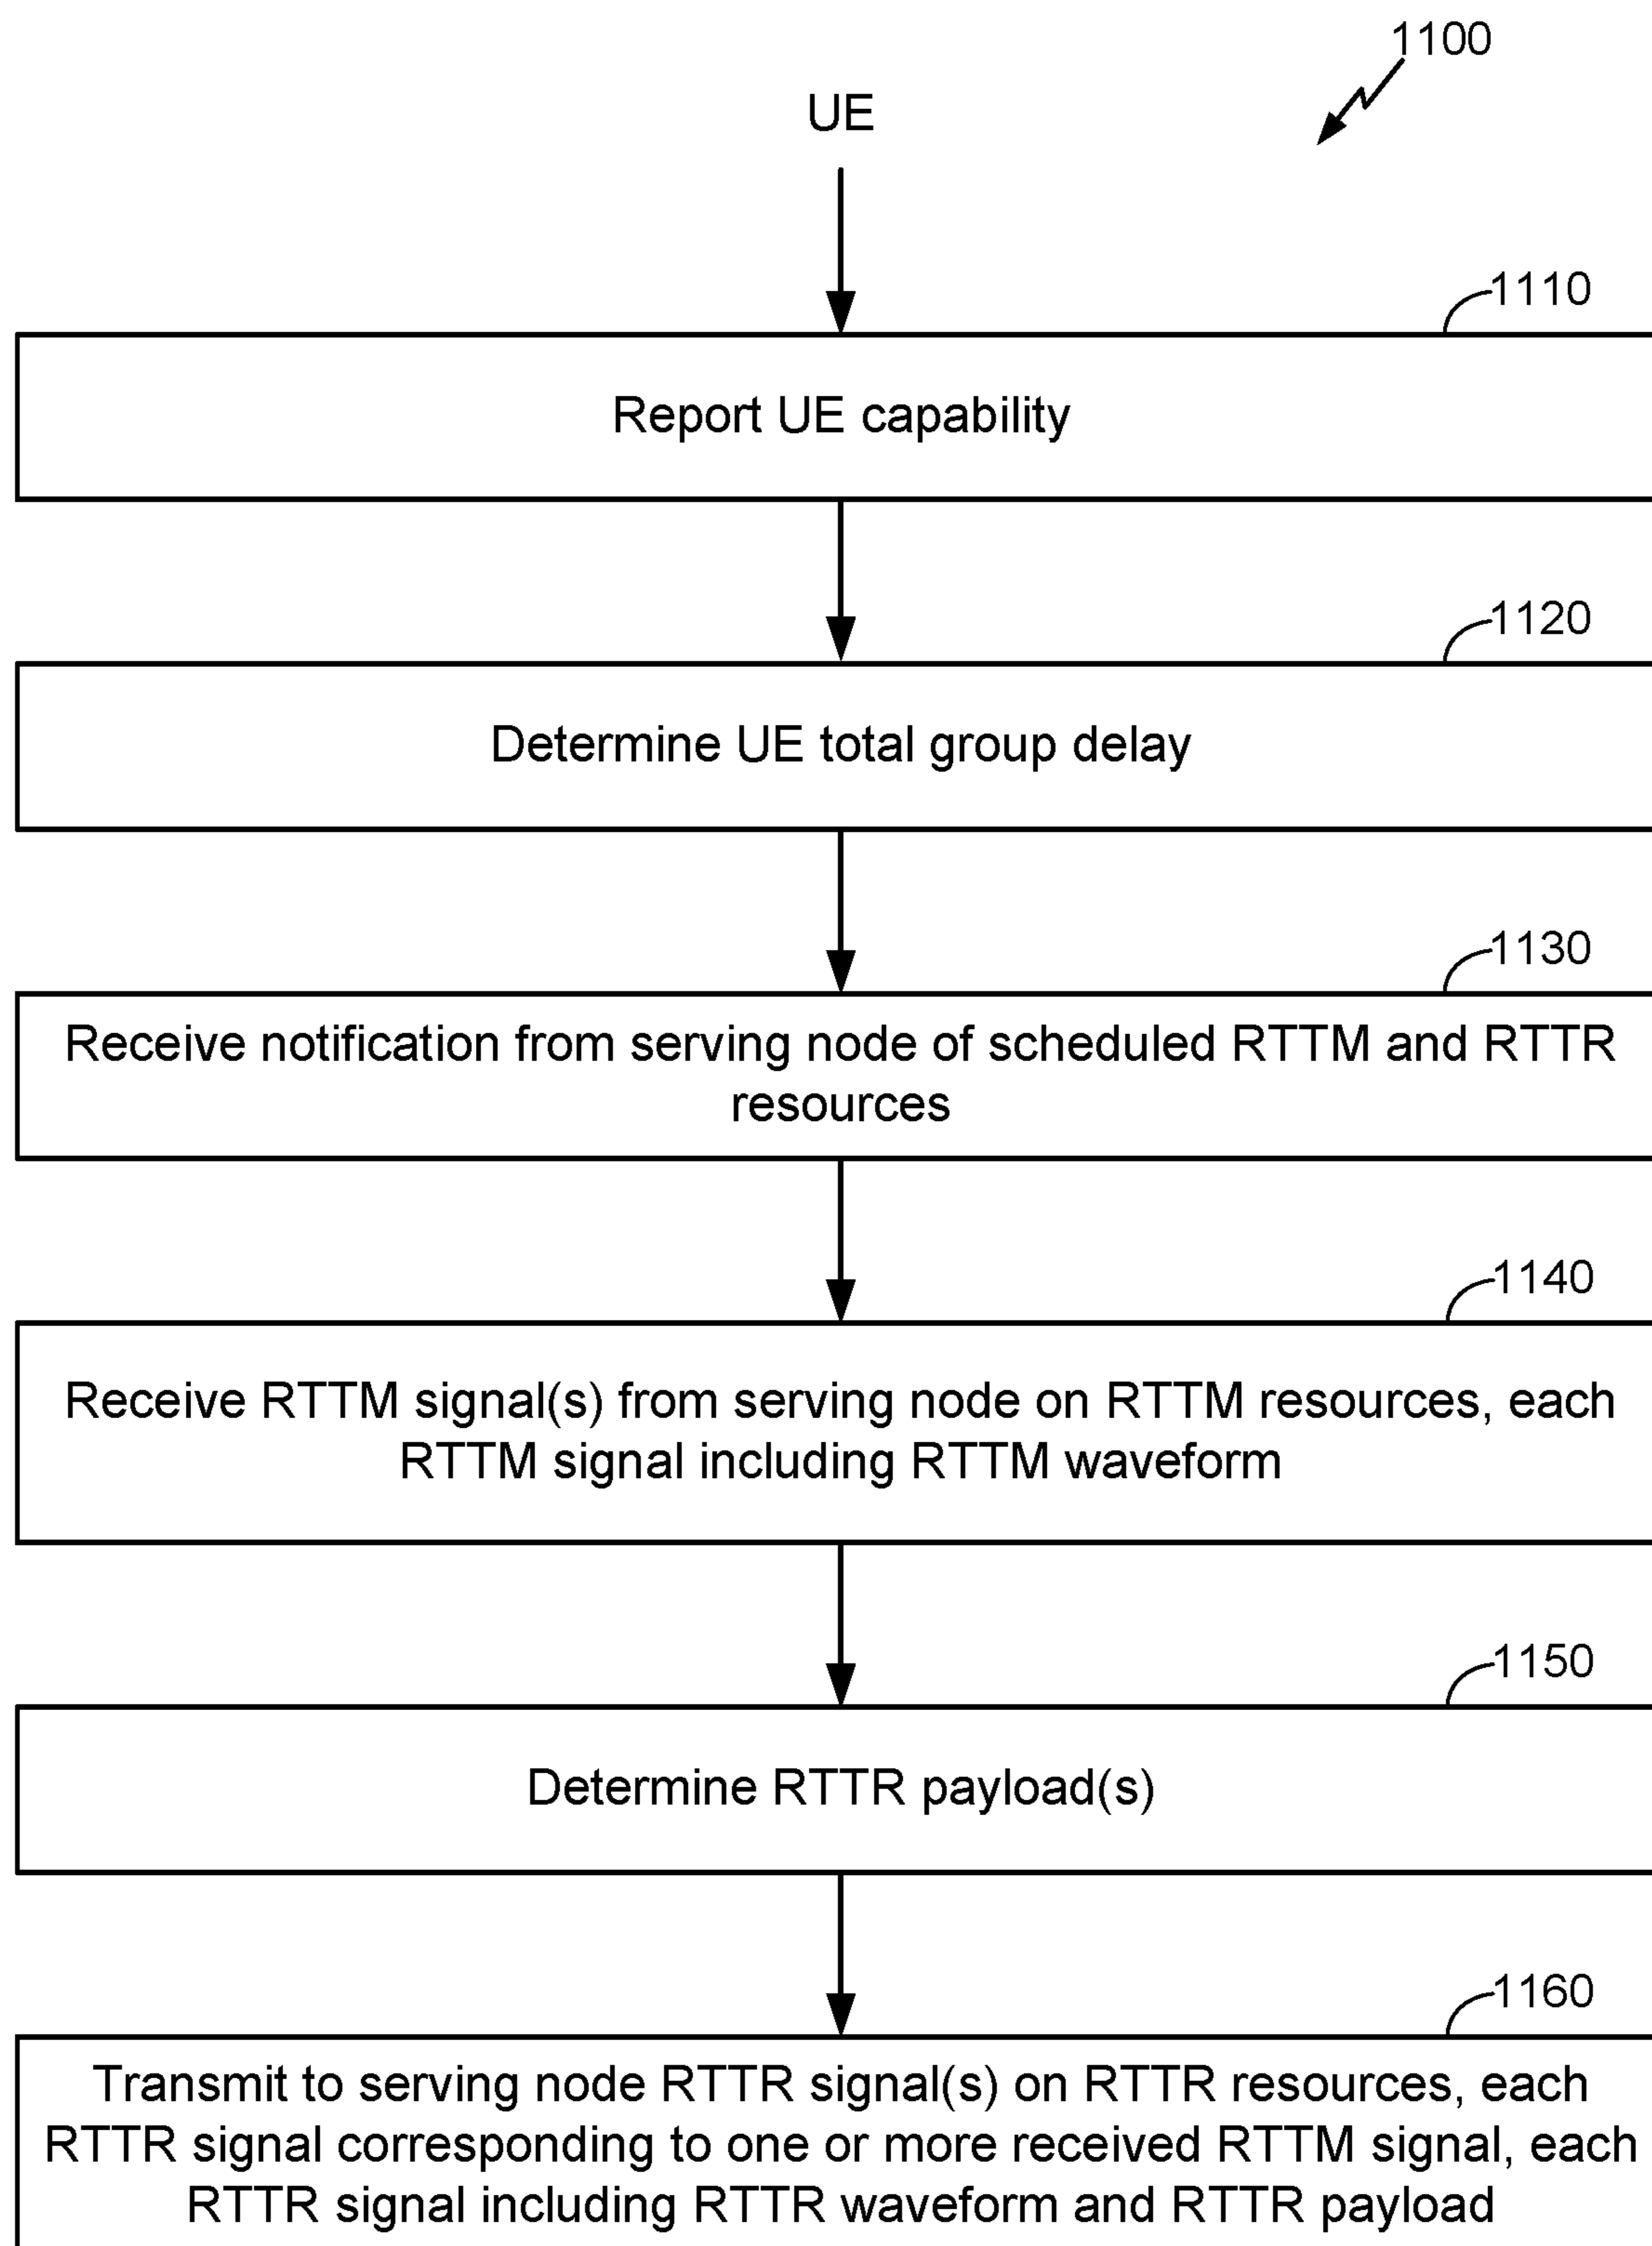 1100
UE
1110
Report UE capability
1120
Determine UE total group delay
1130
Receive notification from serving node of scheduled RTTM and RTTR
resources
1140
Receive RTTM signal(s) from serving node on RTTM resources, each
RTTM signal including RTTM waveform
1150
Determine RTTR payload(s)
1160
Transmit to serving node RTTR signal(s) on RTTR resources, each
RTTR signal corresponding to one or more received RTTM signal, each
RTTR signal including RTTR waveform and RTTR payload